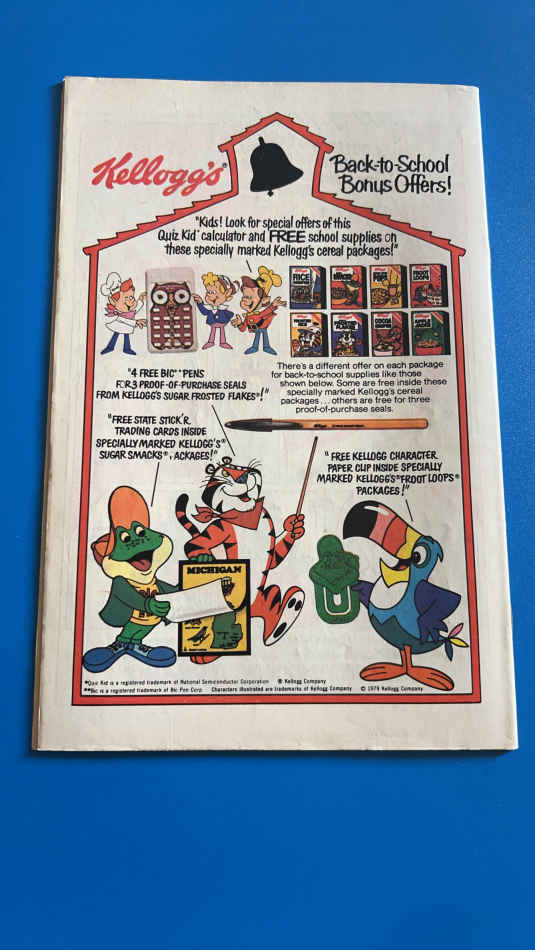 Kellogg's®
Back-to-School
Bonus Offers!
"Kids! Look for special offers of this
Quiz Kid* calculator and FREE school supplies on
these specially marked Kellogg's cereal packages!"
RICE
FROOT
LOOPS
COCOA
There's a different offer on each package
for back-to-school supplies like those
shown below. Some are free inside these
specially marked Kellogg's cereal
packages...others are free for three
proof-of-purchase seals.
"4 FREE BIC** PENS
FOR 3 PROOF-OF-PURCHASE SEALS
FROM KELLOGG'S SUGAR FROSTED FLAKES®!"
"FREE STATE STICK'R
TRADING CARDS INSIDE
SPECIALLY MARKED KELLOGG'S®
SUGAR SMACKS® PACKAGES!"
"FREE KELLOGG CHARACTER
PAPER CLIP INSIDE SPECIALLY
MARKED KELLOGG'S® FROOT LOOPS®
PACKAGES!"
MICHIGAN
*Quiz Kid is a registered trademark of National Semiconductor Corporation ® Kellogg Company
**Bic is a registered trademark of Bic Pen Corp. Characters illustrated are trademarks of Kellogg Company © 1979 Kellogg Company